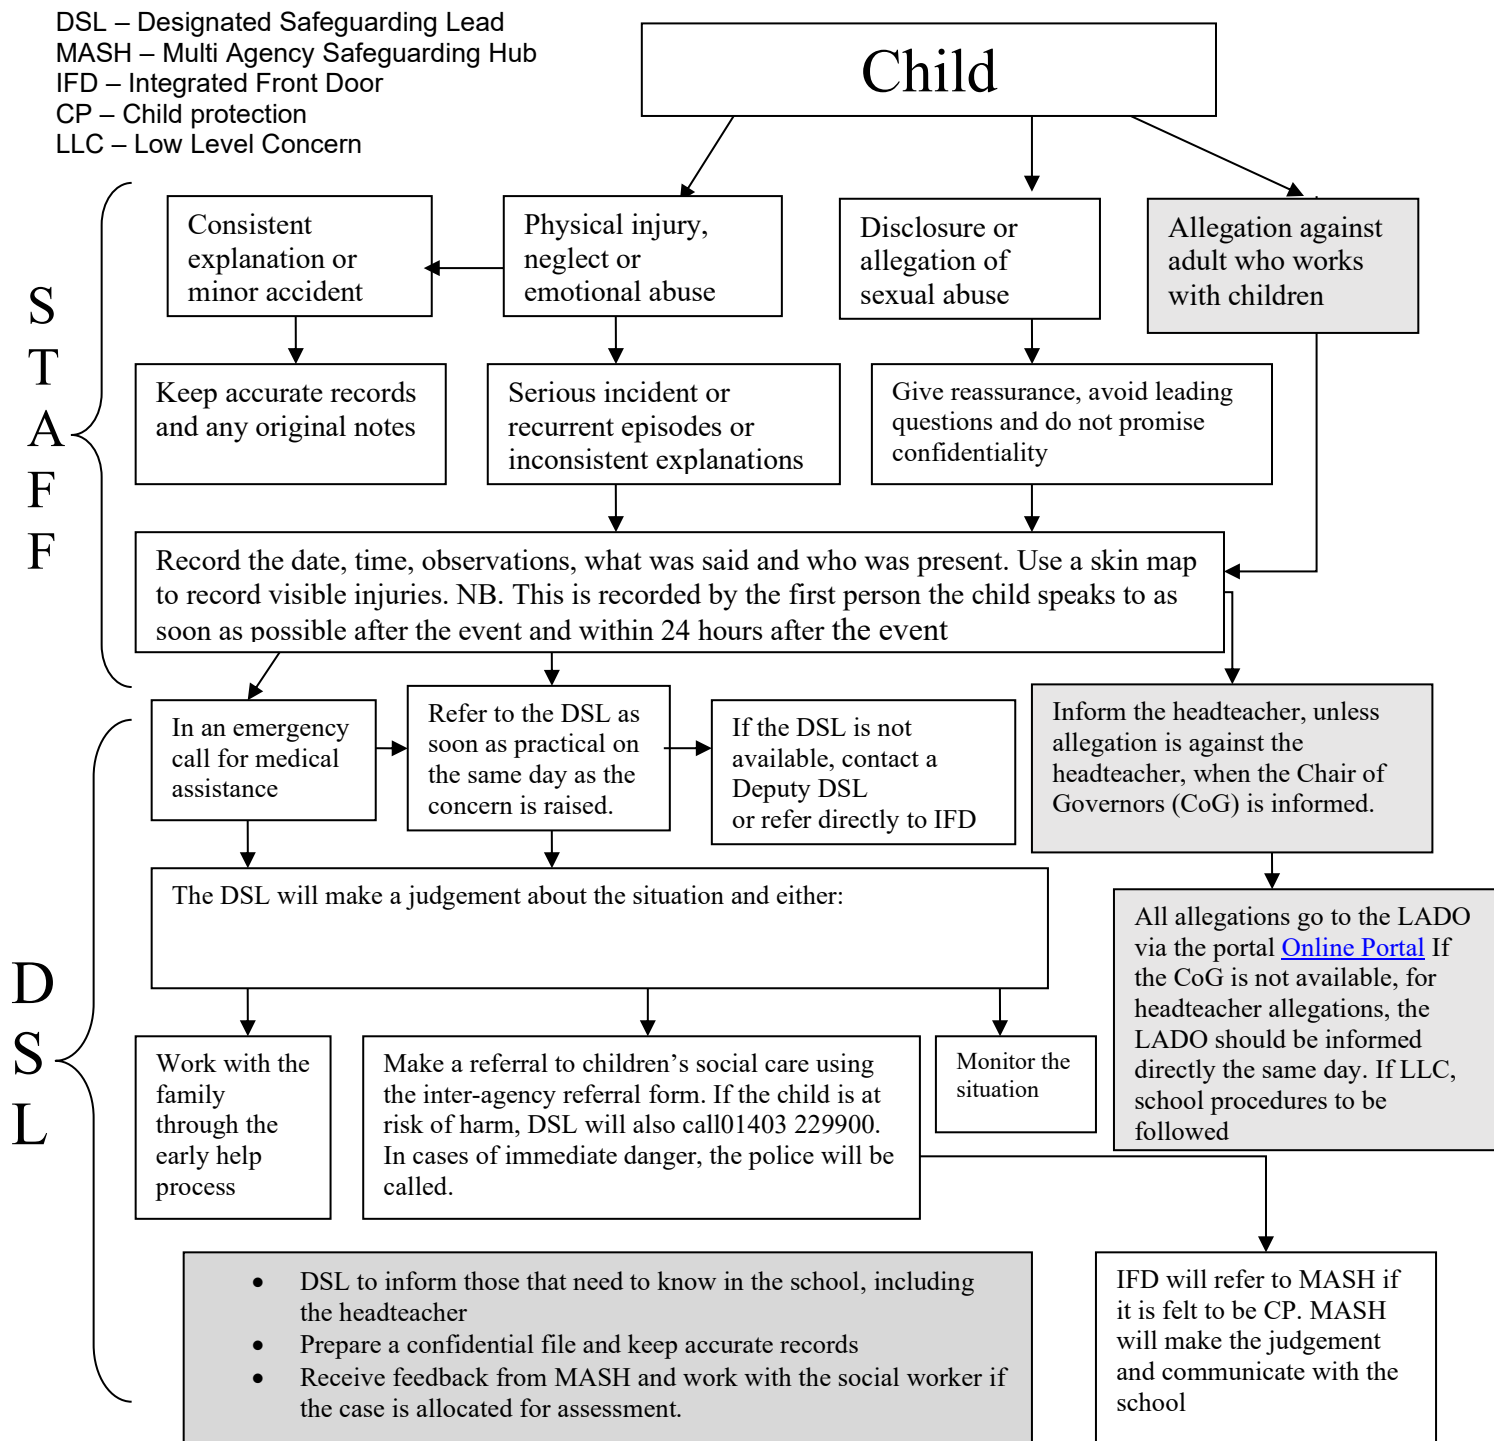 DSL – Designated Safeguarding Lead
MASH – Multi Agency Safeguarding Hub
IFD – Integrated Front Door
CP – Child protection
LLC – Low Level Concern
Child
S
T
A
F
F
Consistent
explanation or
minor accident
Physical injury,
neglect or
emotional abuse
Disclosure or
allegation of
sexual abuse
Allegation against
adult who works
with children
Keep accurate records
and any original notes
Serious incident or
recurrent episodes or
inconsistent explanations
Give reassurance, avoid leading
questions and do not promise
confidentiality
Record the date, time, observations, what was said and who was present. Use a skin map
to record visible injuries. NB. This is recorded by the first person the child speaks to as
soon as possible after the event and within 24 hours after the event
D
S
L
In an emergency
call for medical
assistance
Refer to the DSL as
soon as practical on
the same day as the
concern is raised.
If the DSL is not
available, contact a
Deputy DSL
or refer directly to IFD
Inform the headteacher, unless
allegation is against the
headteacher, when the Chair of
Governors (CoG) is informed.
The DSL will make a judgement about the situation and either:
All allegations go to the LADO
via the portal Online Portal If
the CoG is not available, for
headteacher allegations, the
LADO should be informed
directly the same day. If LLC,
school procedures to be
followed
Work with the
family
through the
early help
process
Make a referral to children’s social care using
the inter-agency referral form. If the child is at
risk of harm, DSL will also call01403 229900.
In cases of immediate danger, the police will be
called.
Monitor the
situation
• DSL to inform those that need to know in the school, including
the headteacher
• Prepare a confidential file and keep accurate records
• Receive feedback from MASH and work with the social worker if
the case is allocated for assessment.
IFD will refer to MASH if
it is felt to be CP. MASH
will make the judgement
and communicate with the
school